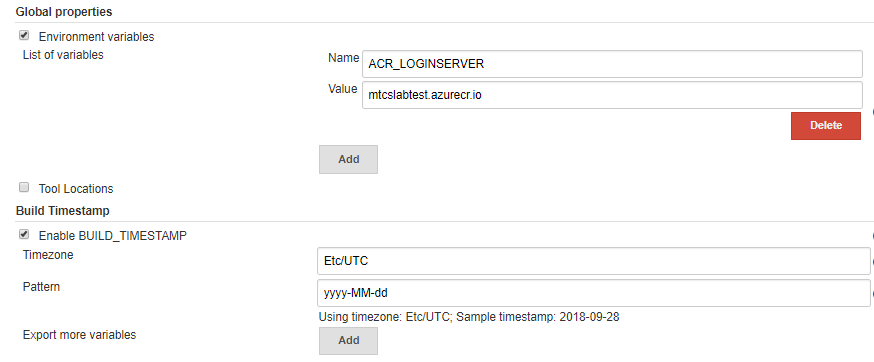 Global properties
Environment variables
List of variables
Name ACR_LOGINSERVER
Value mtcslabtest.azurecr.io
Delete
Add
Tool Locations
Build Timestamp
Enable BUILD_TIMESTAMP
Timezone Etc/UTC
Pattern yyyy-MM-dd
Using timezone: Etc/UTC; Sample timestamp: 2018-09-28
Export more variables Add